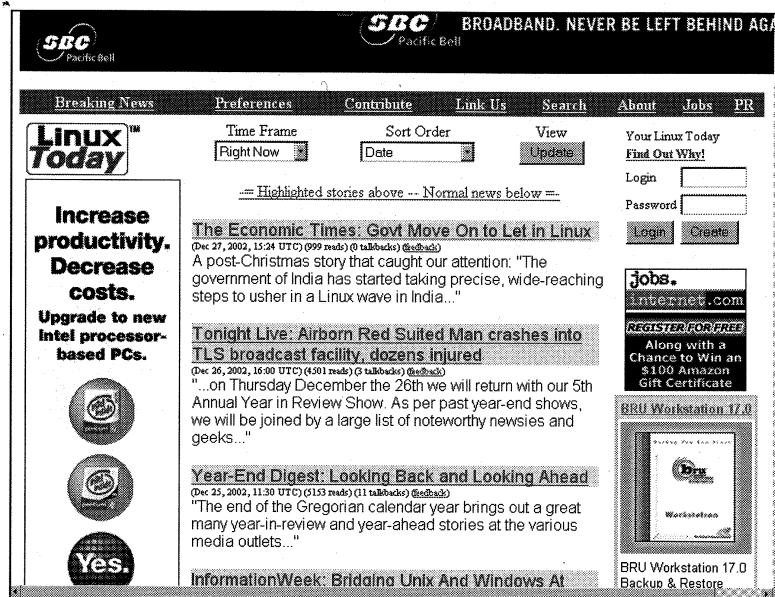 SBC
Pacific Bell
SBC
Pacific Bell
BROADBAND. NEVER BE LEFT BEHIND AGA
Breaking News Preferences Contribute Link Us Search About Jobs PR
Linux Today™
Time Frame Sort Order View
Right Now Date Update
-= Highlighted stories above -- Normal news below =-
Your Linux Today
Find Out Why!
Login
Password
Login Create
Increase
productivity.
Decrease
costs.
Upgrade to new
Intel processor-
based PCs.
Yes.
The Economic Times: Govt Move On to Let in Linux
(Dec 27, 2002, 15:24 UTC) (999 reads) (0 talkbacks) (feedback)
A post-Christmas story that caught our attention: "The
government of India has started taking precise, wide-reaching
steps to usher in a Linux wave in India..."
Tonight Live: Airborn Red Suited Man crashes into
TLS broadcast facility, dozens injured
(Dec 26, 2002, 16:00 UTC) (4501 reads) (3 talkbacks) (feedback)
"...on Thursday December the 26th we will return with our 5th
Annual Year in Review Show. As per past year-end shows,
we will be joined by a large list of noteworthy newsies and
geeks..."
Year-End Digest: Looking Back and Looking Ahead
(Dec 25, 2002, 11:30 UTC) (5153 reads) (11 talkbacks) (feedback)
"The end of the Gregorian calendar year brings out a great
many year-in-review and year-ahead stories at the various
media outlets..."
InformationWeek: Bridging Unix And Windows At
jobs.
internet.com
REGISTER FOR FREE
Along with a
Chance to Win an
$100 Amazon
Gift Certificate
BRU Workstation 17.0
bru
Workstation
BRU Workstation 17.0
Backup & Restore